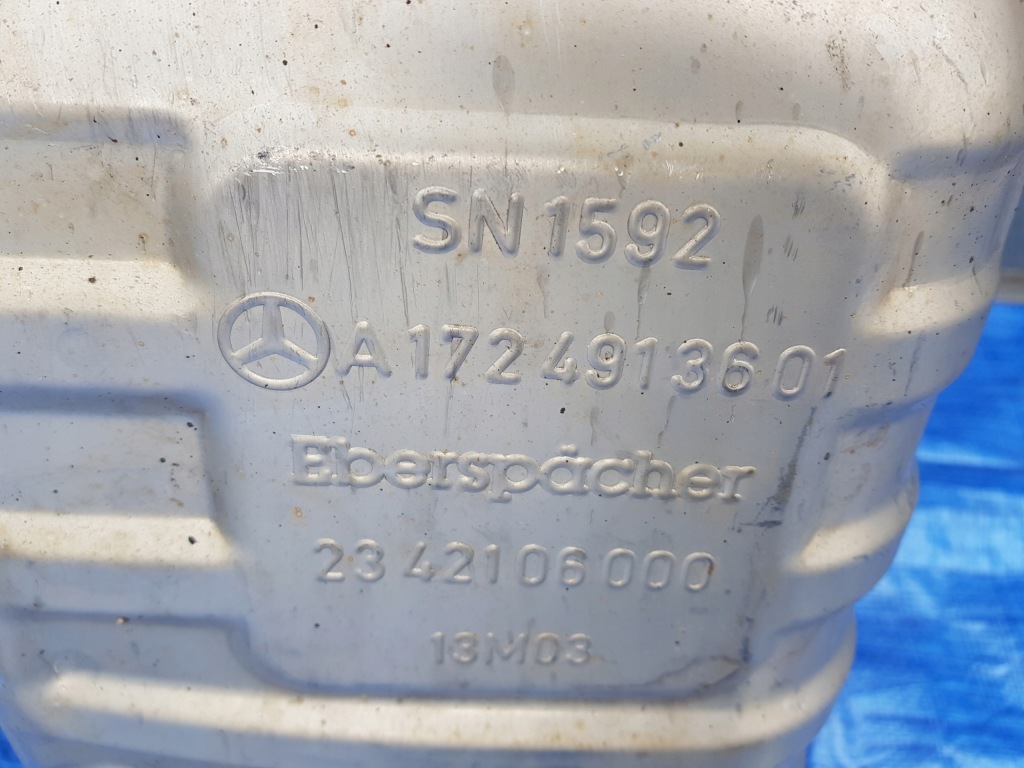 SN 1592
A 172 491 36 01
Eberspächer
23 42106 000
13M03